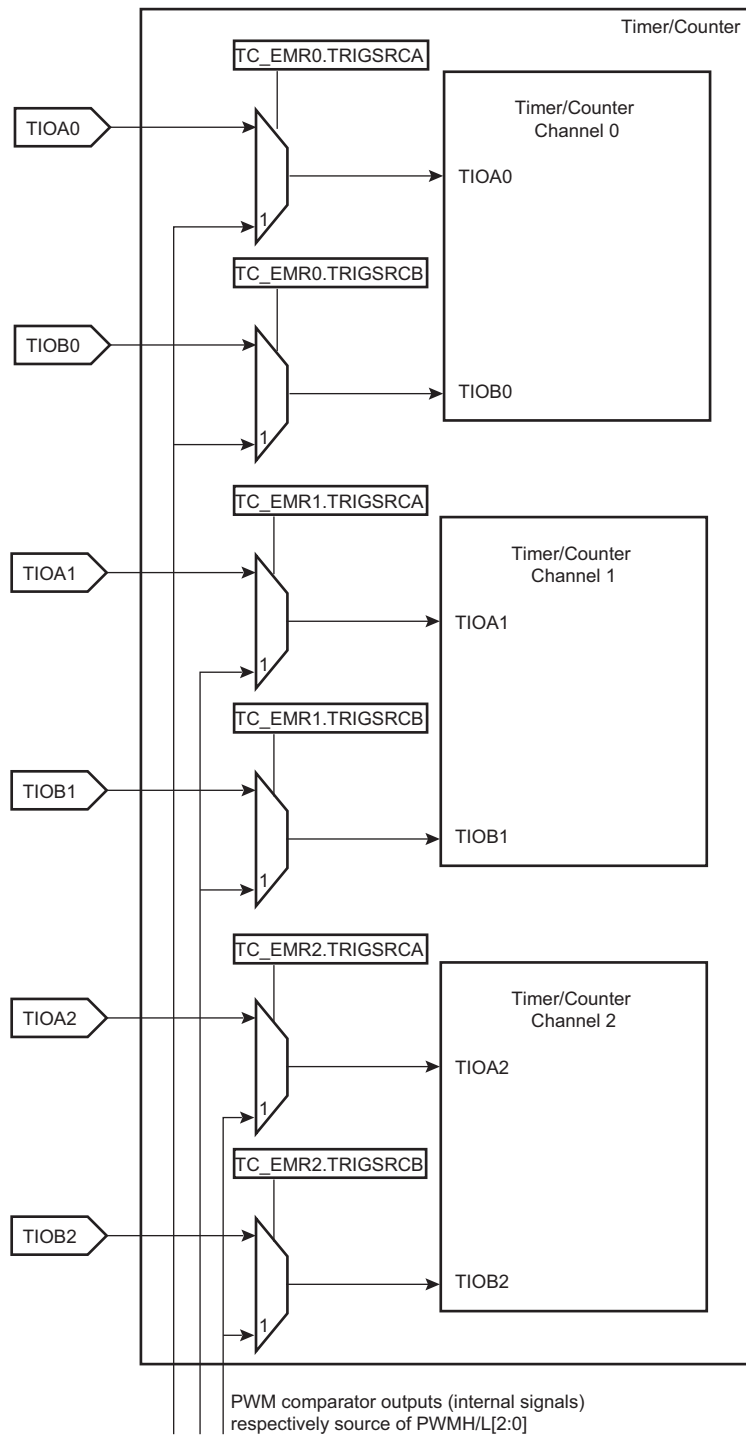 Timer/Counter
TC_EMR0.TRIGSRCA
TIOA0
Timer/Counter
Channel 0
TIOA0
1
TC_EMR0.TRIGSRCB
TIOB0
TIOB0
1
TC_EMR1.TRIGSRCA
TIOA1
Timer/Counter
Channel 1
TIOA1
1
TC_EMR1.TRIGSRCB
TIOB1
TIOB1
1
TC_EMR2.TRIGSRCA
TIOA2
Timer/Counter
Channel 2
TIOA2
1
TC_EMR2.TRIGSRCB
TIOB2
TIOB2
1
PWM comparator outputs (internal signals)
respectively source of PWMH/L[2:0]